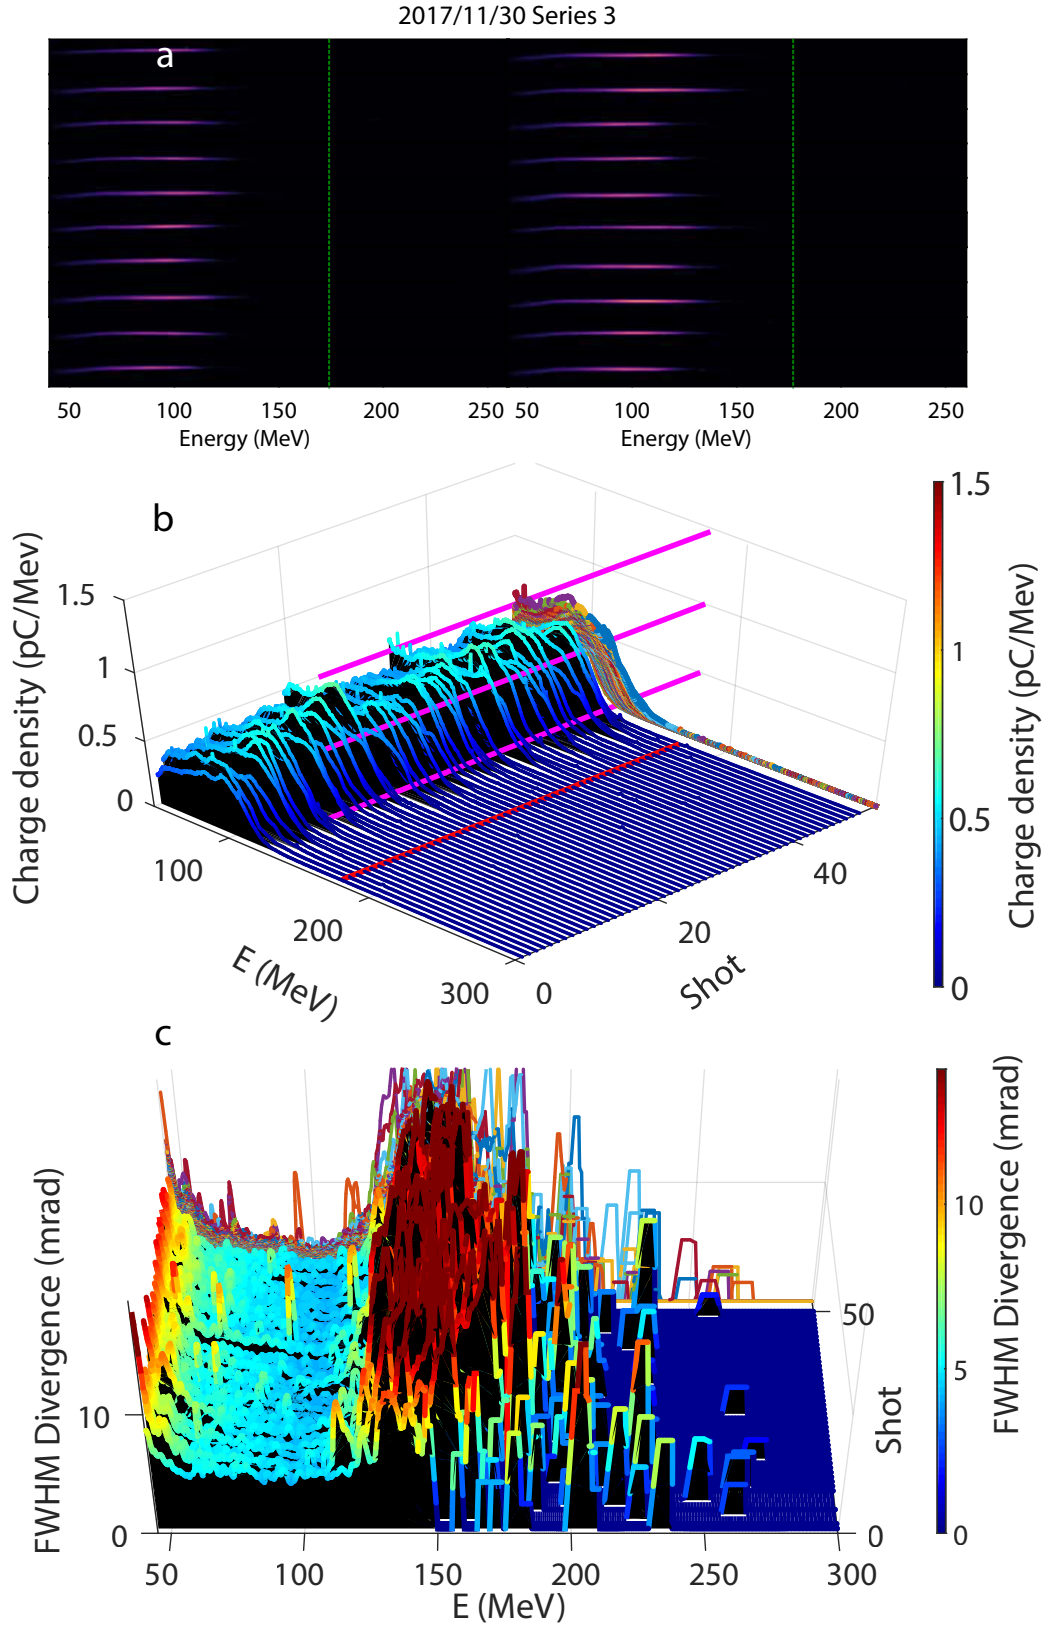 2017/11/30 Series 3
a
50 100 150 200 250 50 100 150 200 250
Energy (MeV) Energy (MeV)
b
Charge density (pC/Mev)
1.5
1
0.5
0
100
200
300
E (MeV)
0
20
40
Shot
1.5
1
0.5
0
Charge density (pC/Mev)
c
FWHM Divergence (mrad)
10
0
50 100 150 200 250 300
E (MeV)
50
0
Shot
10
5
0
FWHM Divergence (mrad)